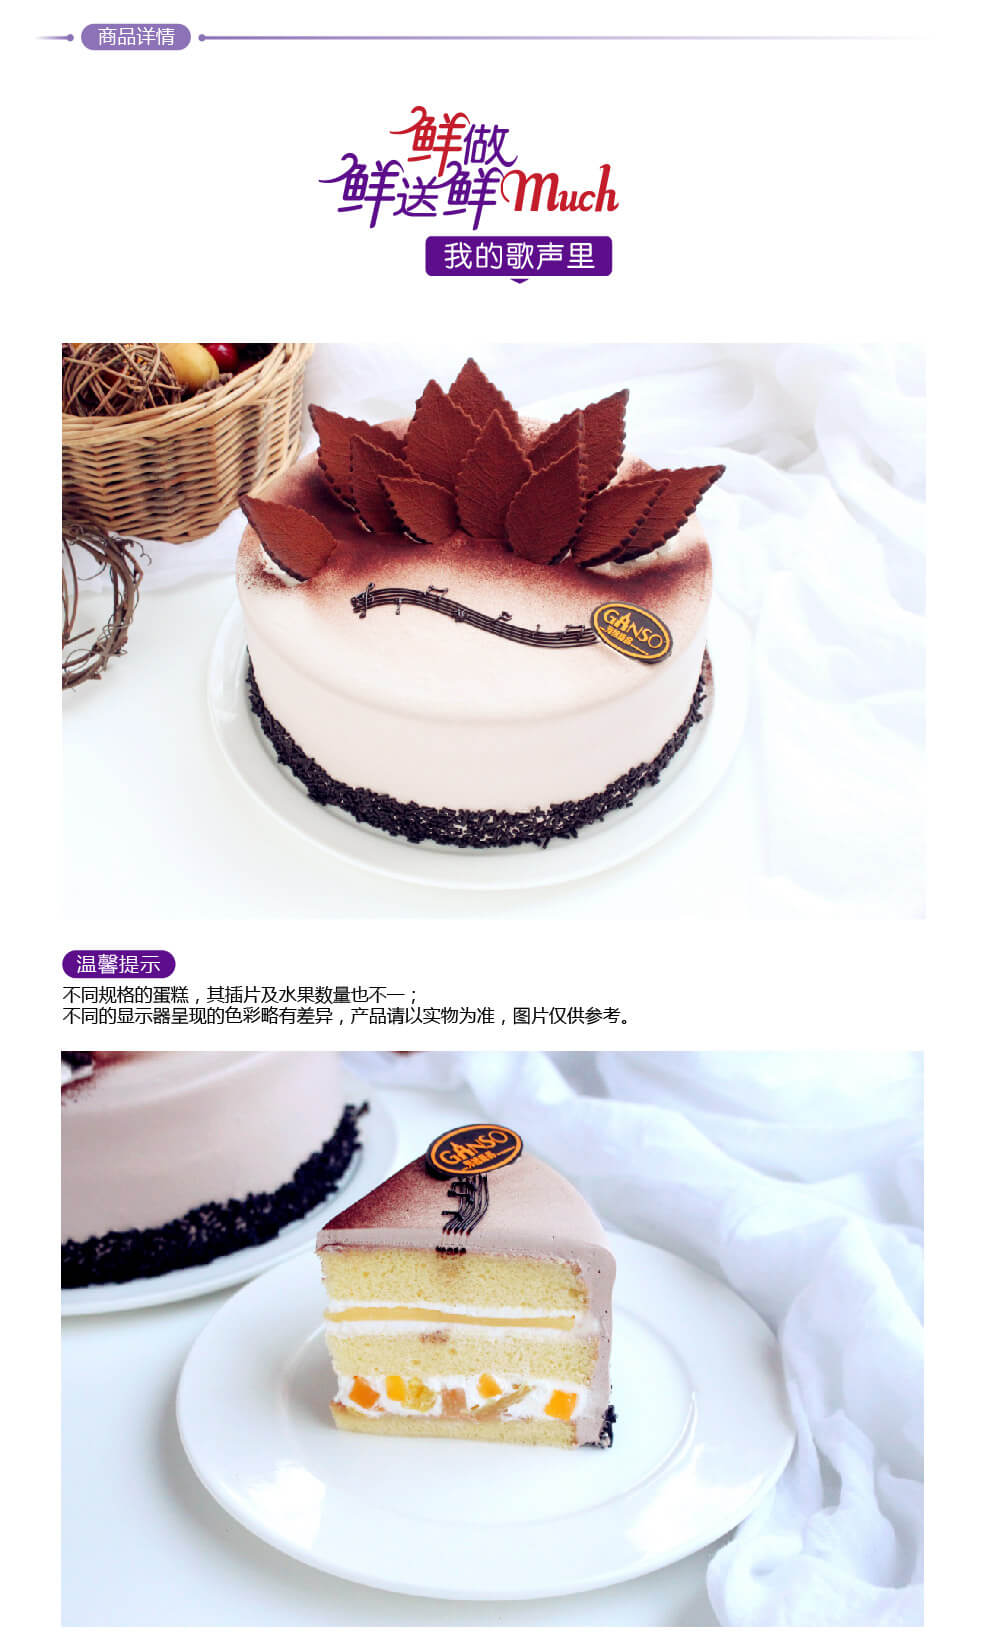 商品详情
鲜做
鲜送鲜Much
我的歌声里
GANSO
温馨提示
不同规格的蛋糕，其插片及水果数量也不一；
不同的显示器呈现的色彩略有差异，产品请以实物为准，图片仅供参考。
GANSO